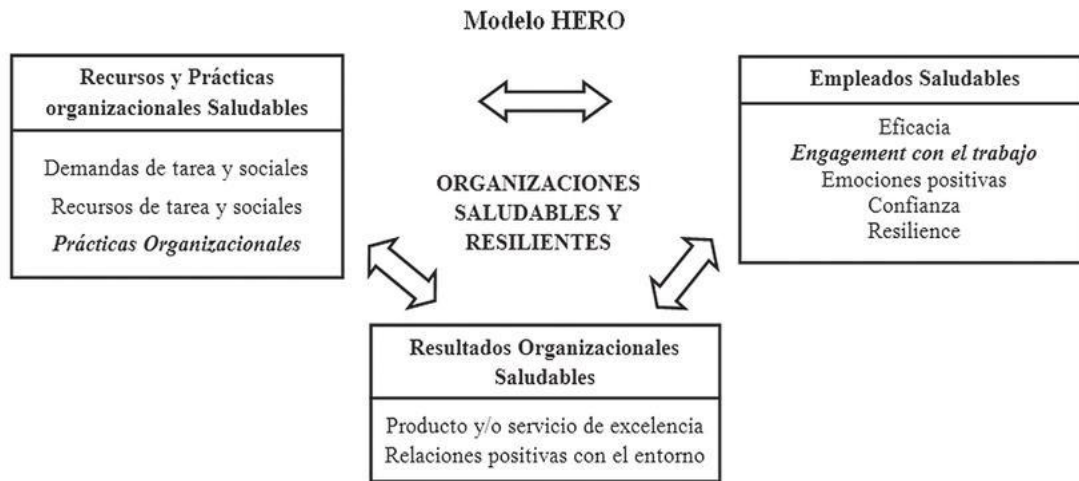 Modelo HERO
Recursos y Prácticas
organizacionales Saludables
Demandas de tarea y sociales
Recursos de tarea y sociales
Prácticas Organizacionales
ORGANIZACIONES
SALUDABLES Y
RESILIENTES
Empleados Saludables
Eficacia
Engagement con el trabajo
Emociones positivas
Confianza
Resilience
Resultados Organizacionales
Saludables
Producto y/o servicio de excelencia
Relaciones positivas con el entorno